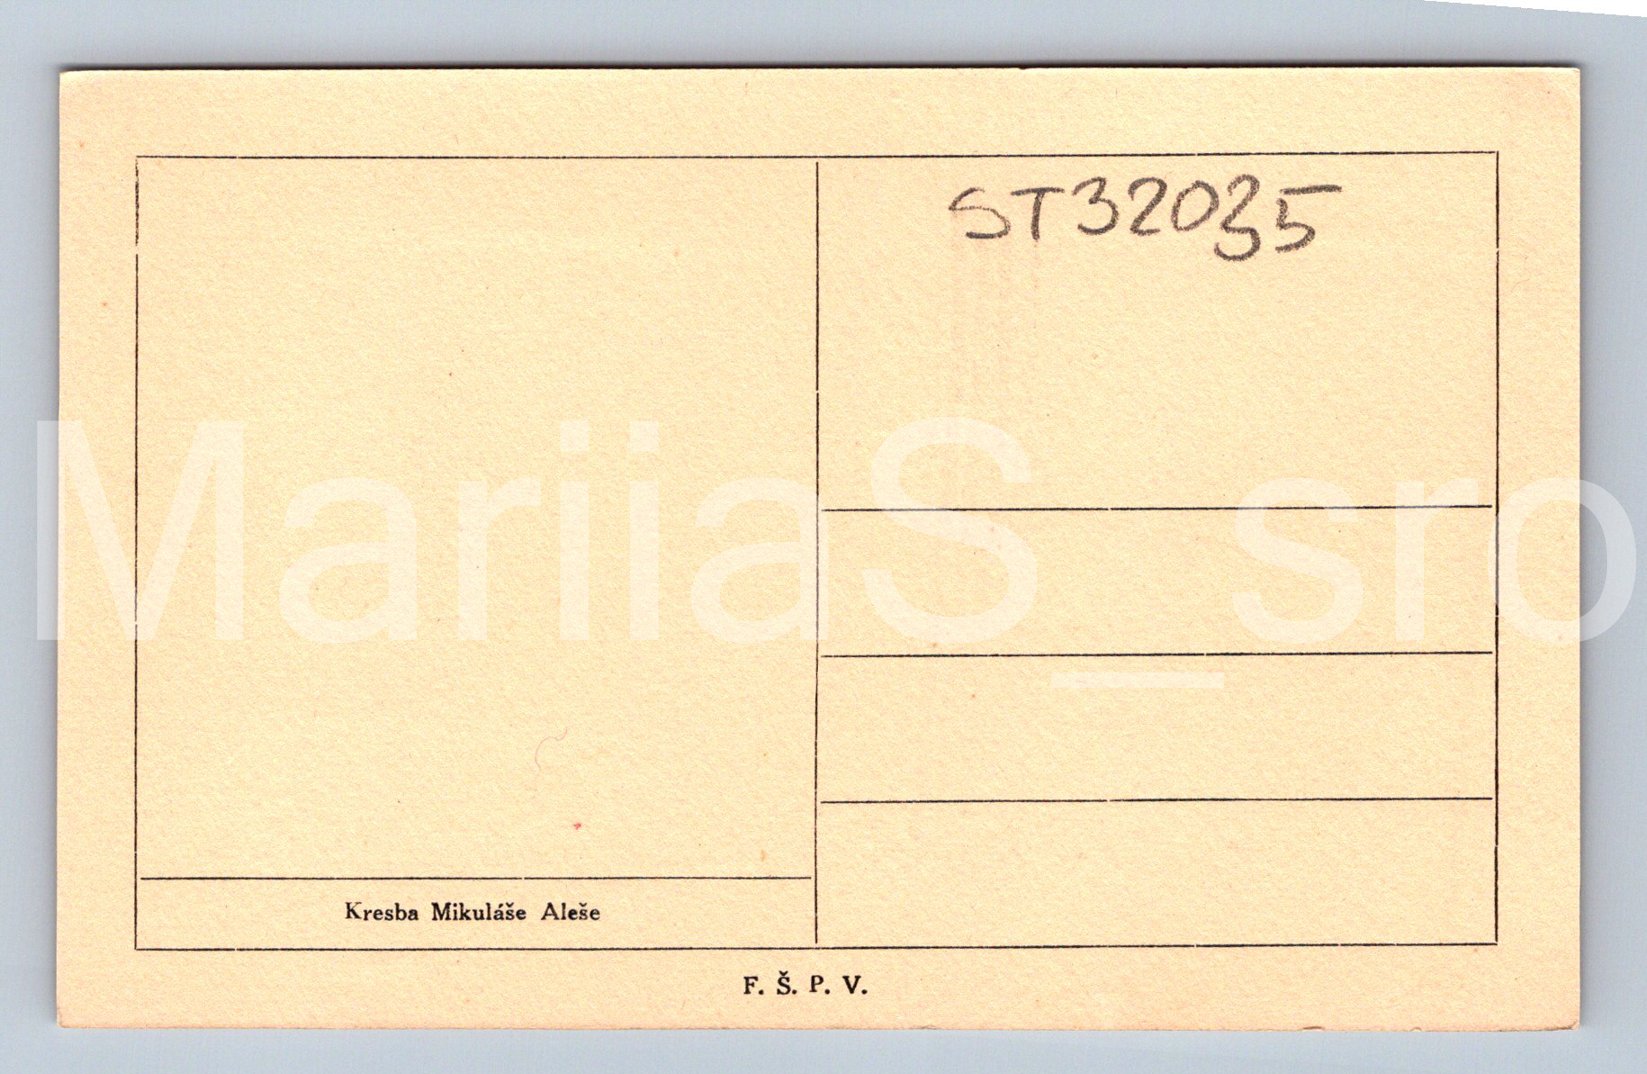 ST32035
MariiaS_sro
Kresba Mikuláše Aleše
F. Š. P. V.